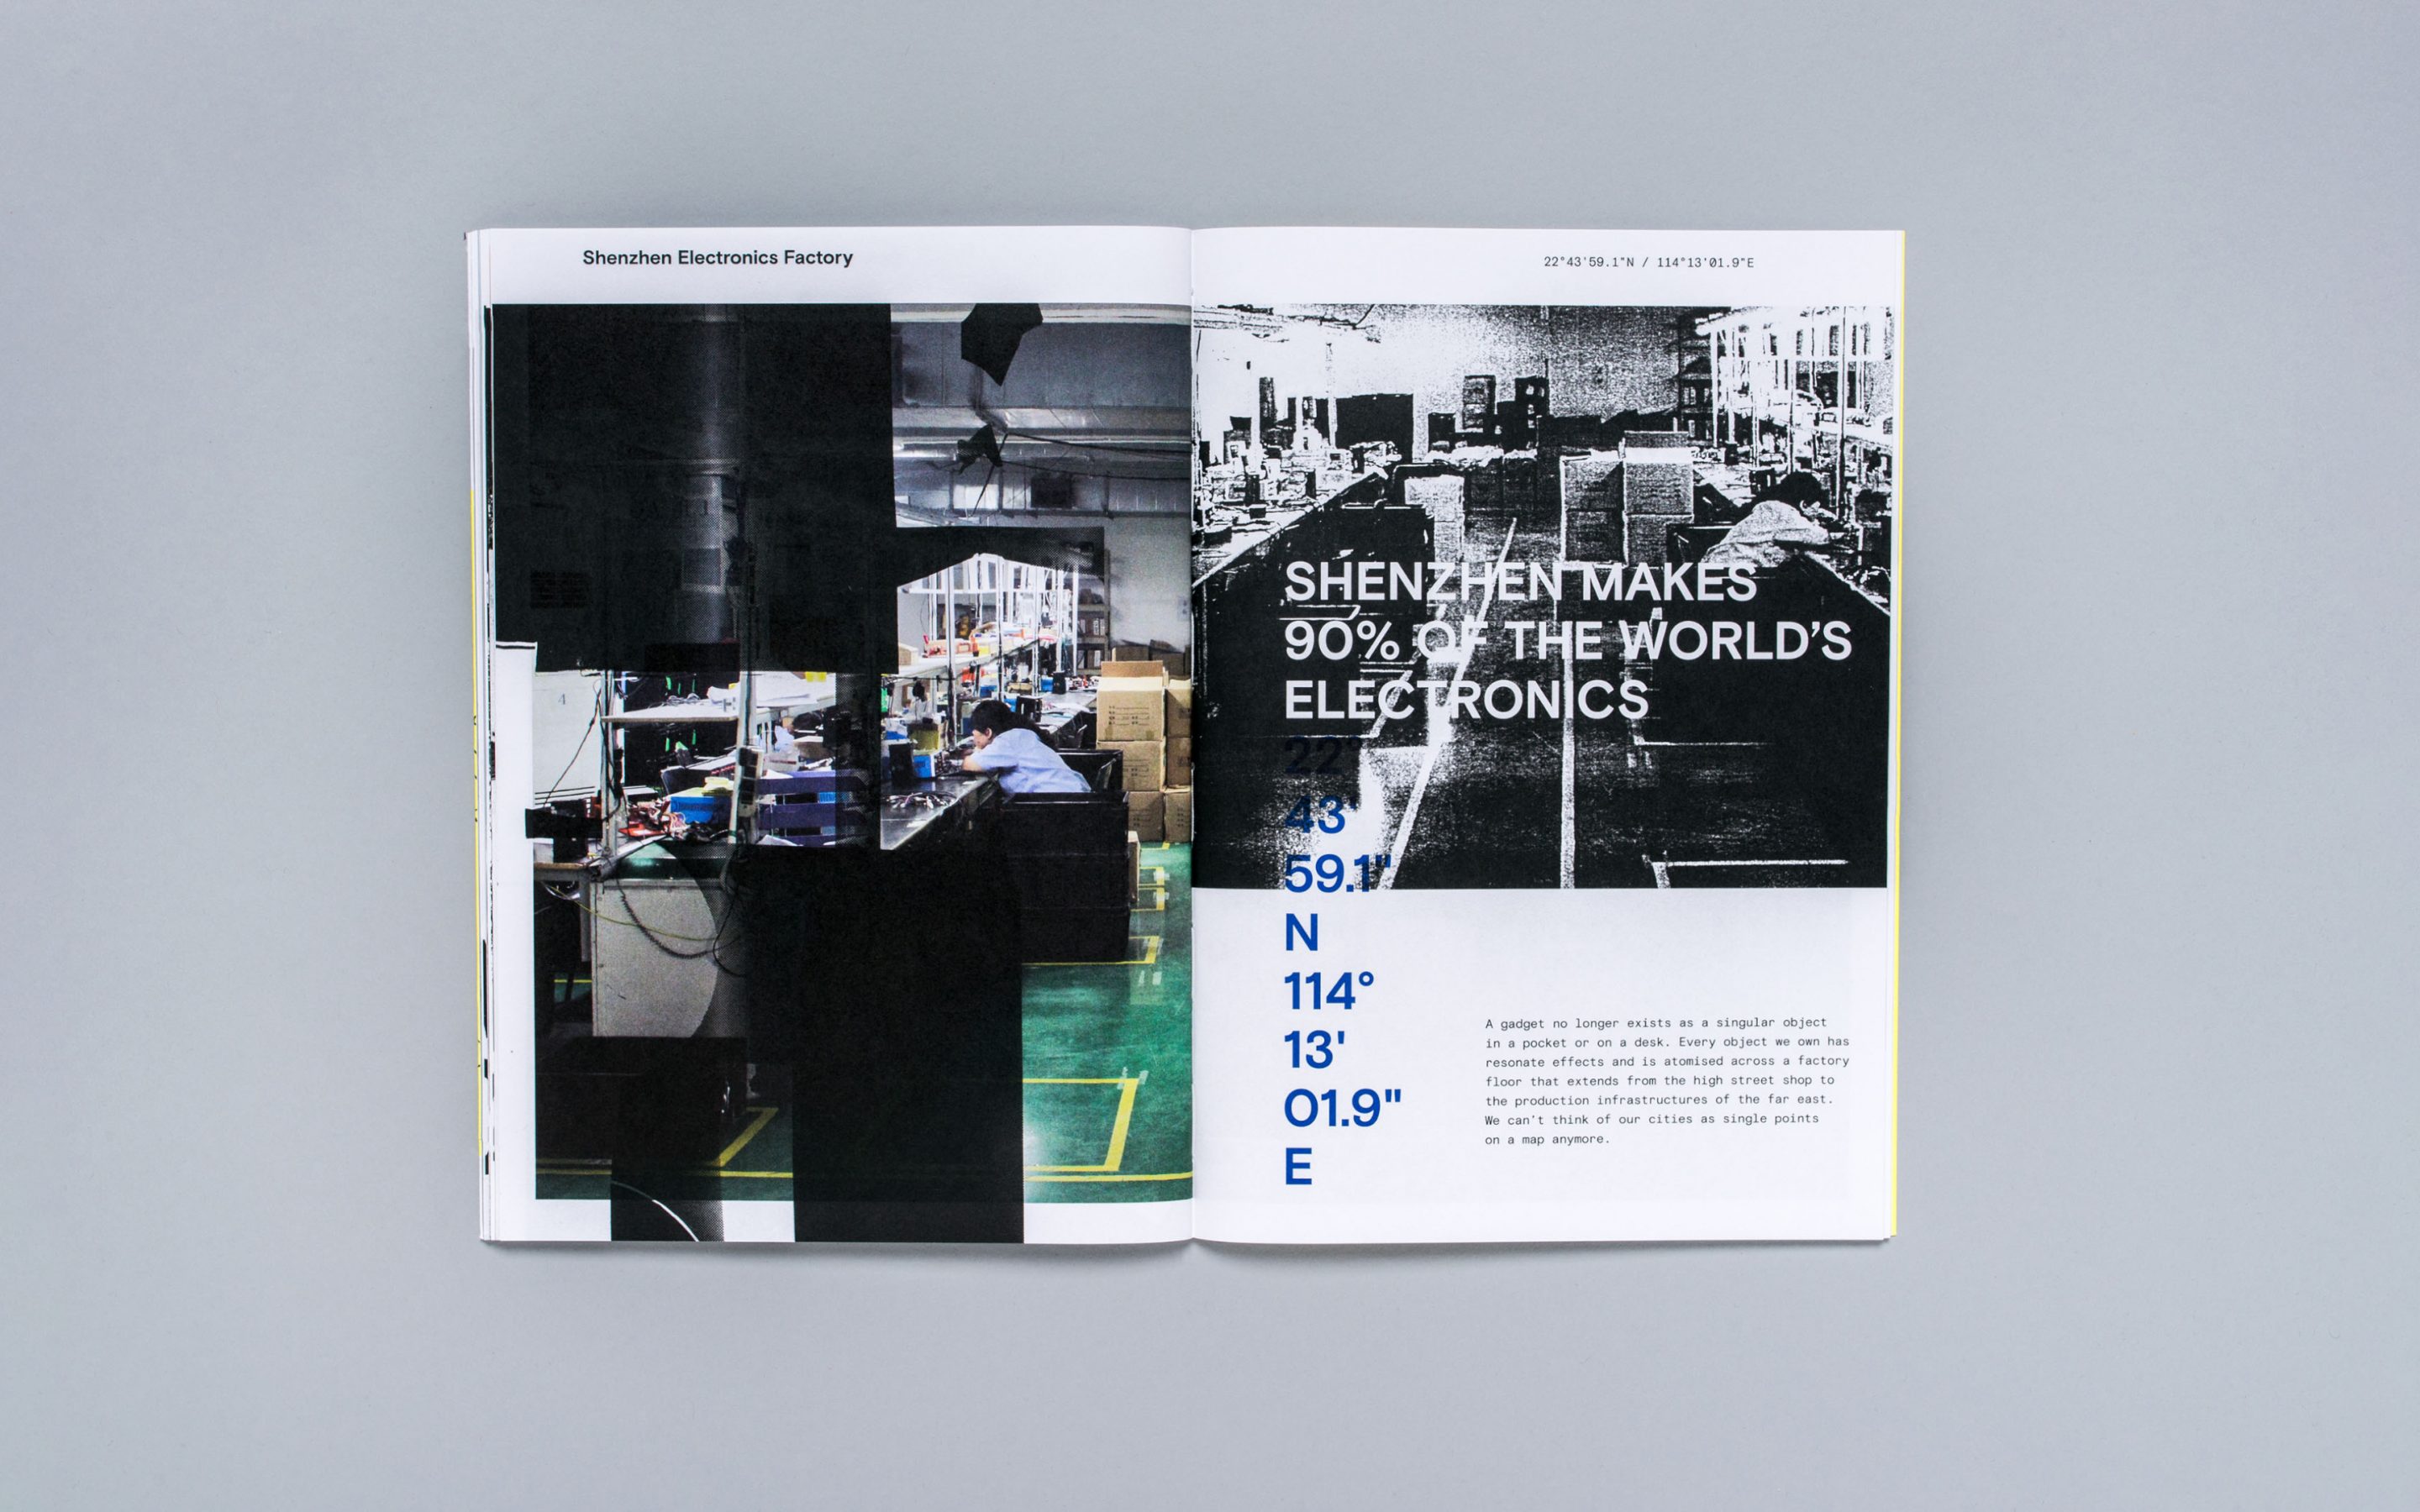 Shenzhen Electronics Factory
4
22°43'59.1"N / 114°13'01.9"E
SHENZHEN MAKES
90% OF THE WORLD'S
ELECTRONICS
22°
43'
59.1"
N
114°
13'
01.9"
E
A gadget no longer exists as a singular object
in a pocket or on a desk. Every object we own has
resonate effects and is atomised across a factory
floor that extends from the high street shop to
the production infrastructures of the far east.
We can't think of our cities as single points
on a map anymore.